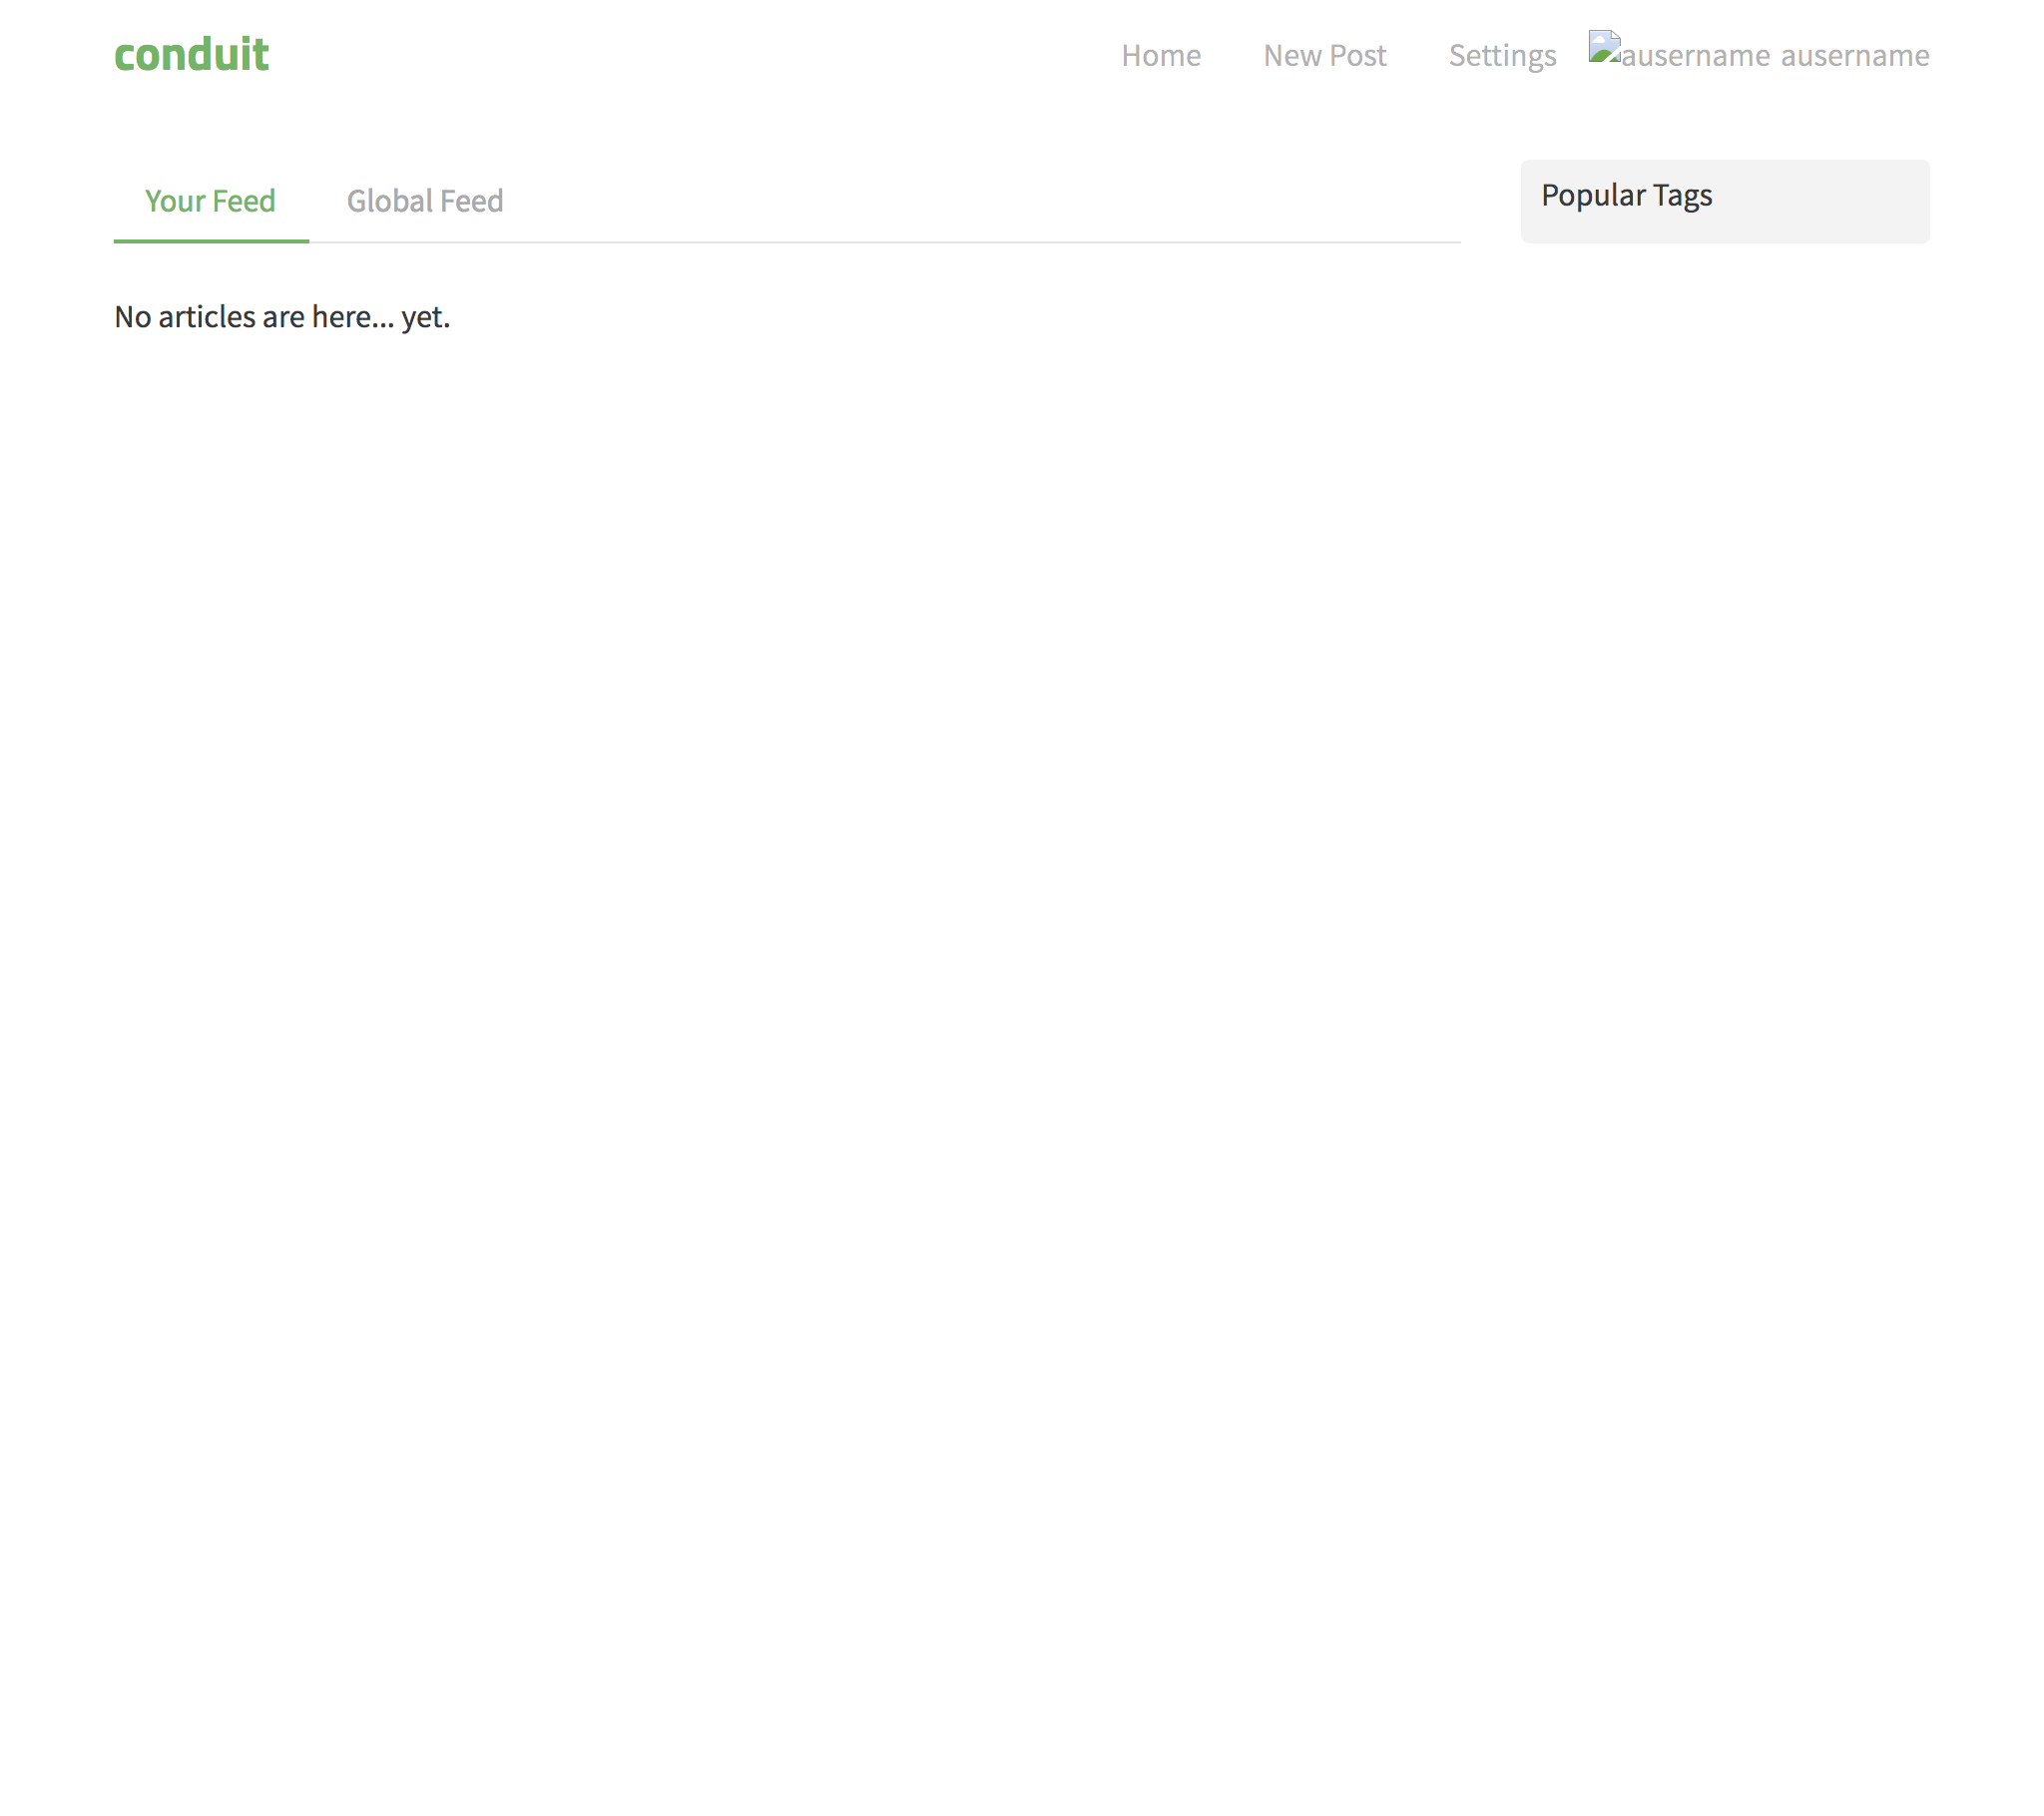 conduit
Home New Post Settings ausername ausername
Your Feed Global Feed
Popular Tags
No articles are here... yet.